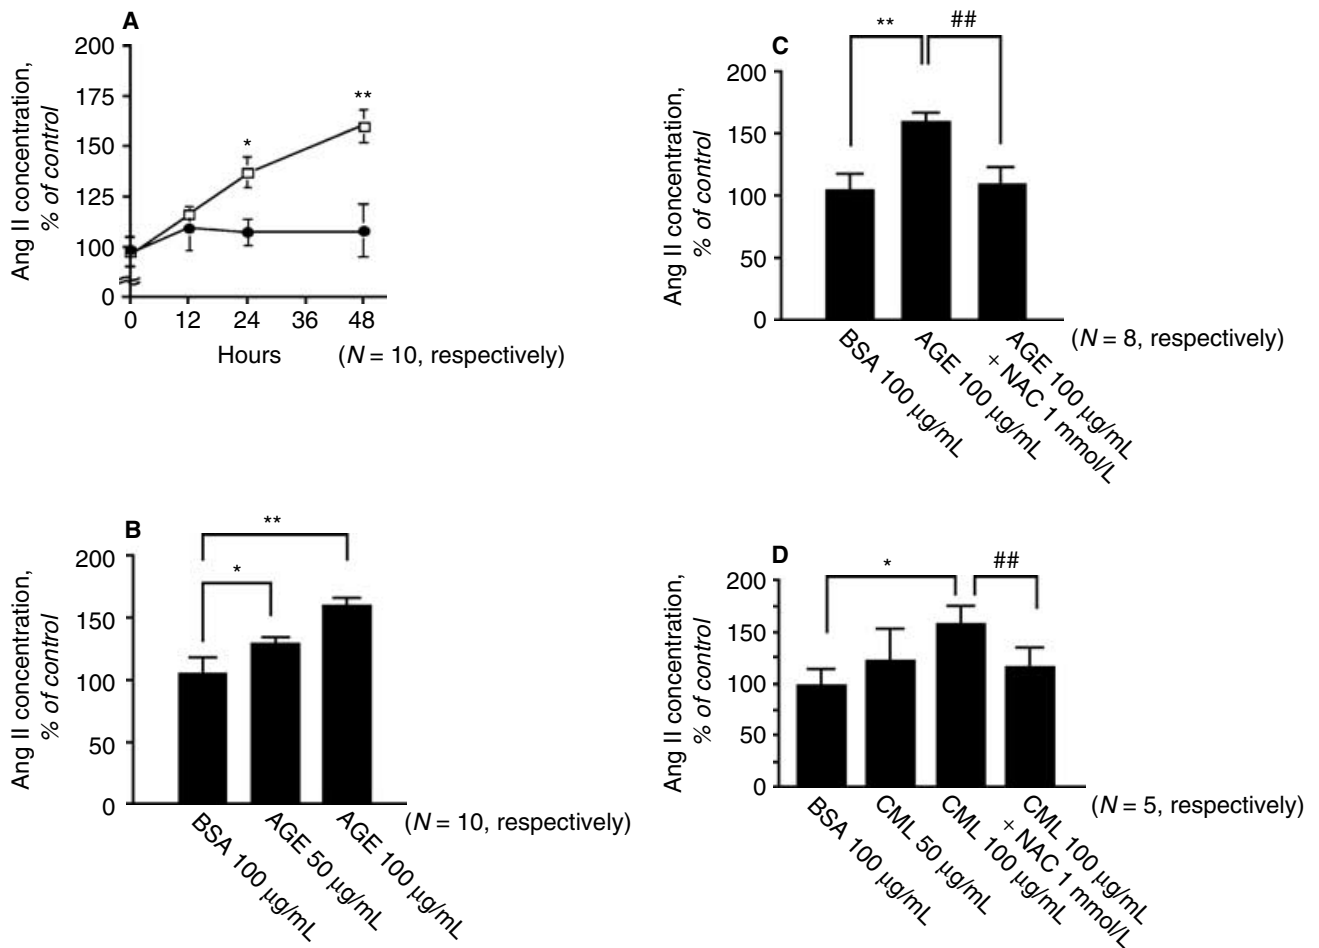 A
Ang II concentration,
% of control
200
175
150
125
100
0
*
**
0 12 24 36 48
Hours (N = 10, respectively)
B
Ang II concentration,
% of control
200
150
100
50
0
**
*
BSA 100 μg/mL
AGE 50 μg/mL
AGE 100 μg/mL
(N = 10, respectively)
C
Ang II concentration,
% of control
200
150
100
50
0
** ##
BSA 100 μg/mL
AGE 100 μg/mL
AGE 100 μg/mL
+ NAC 1 mmol/L
(N = 8, respectively)
D
Ang II concentration,
% of control
200
150
100
50
0
* ##
BSA 100 μg/mL
CML 50 μg/mL
CML 100 μg/mL
CML 100 μg/mL
+ NAC 1 mmol/L
(N = 5, respectively)